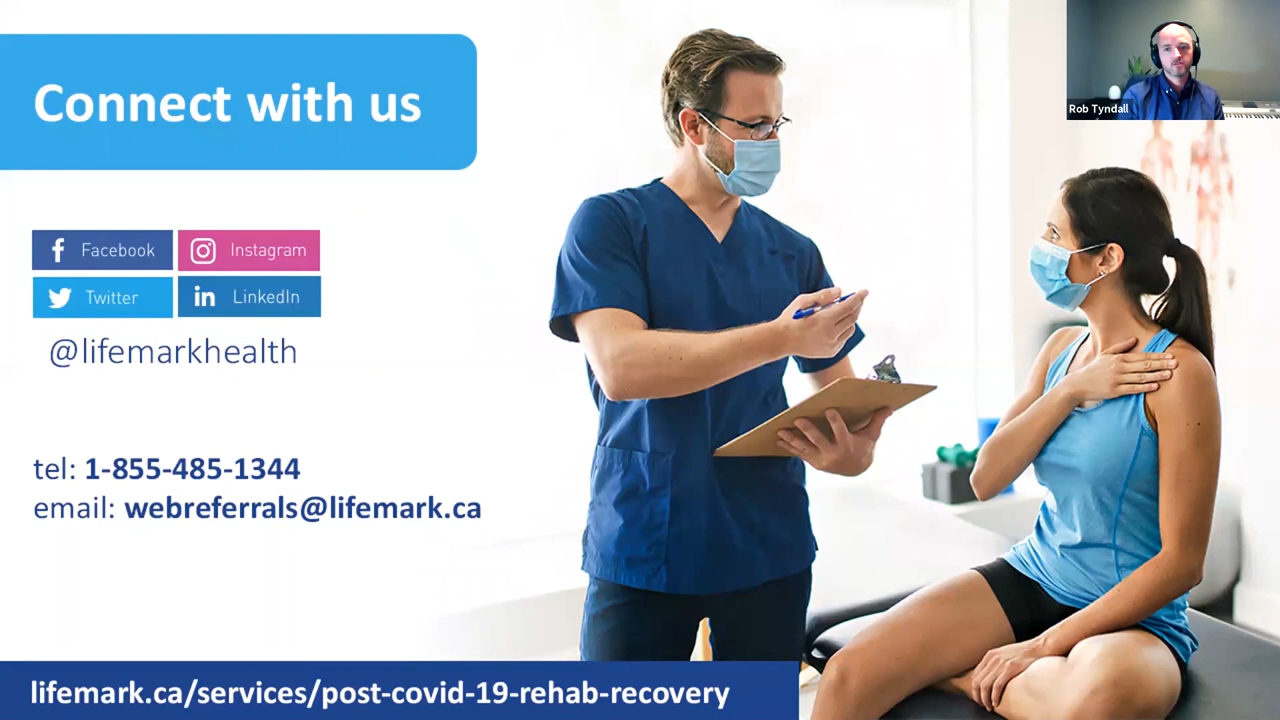 Connect with us
Rob Tyndall
Facebook
Instagram
Twitter
LinkedIn
@lifemarkhealth
tel: 1-855-485-1344
email: webreferrals@lifemark.ca
lifemark.ca/services/post-covid-19-rehab-recovery